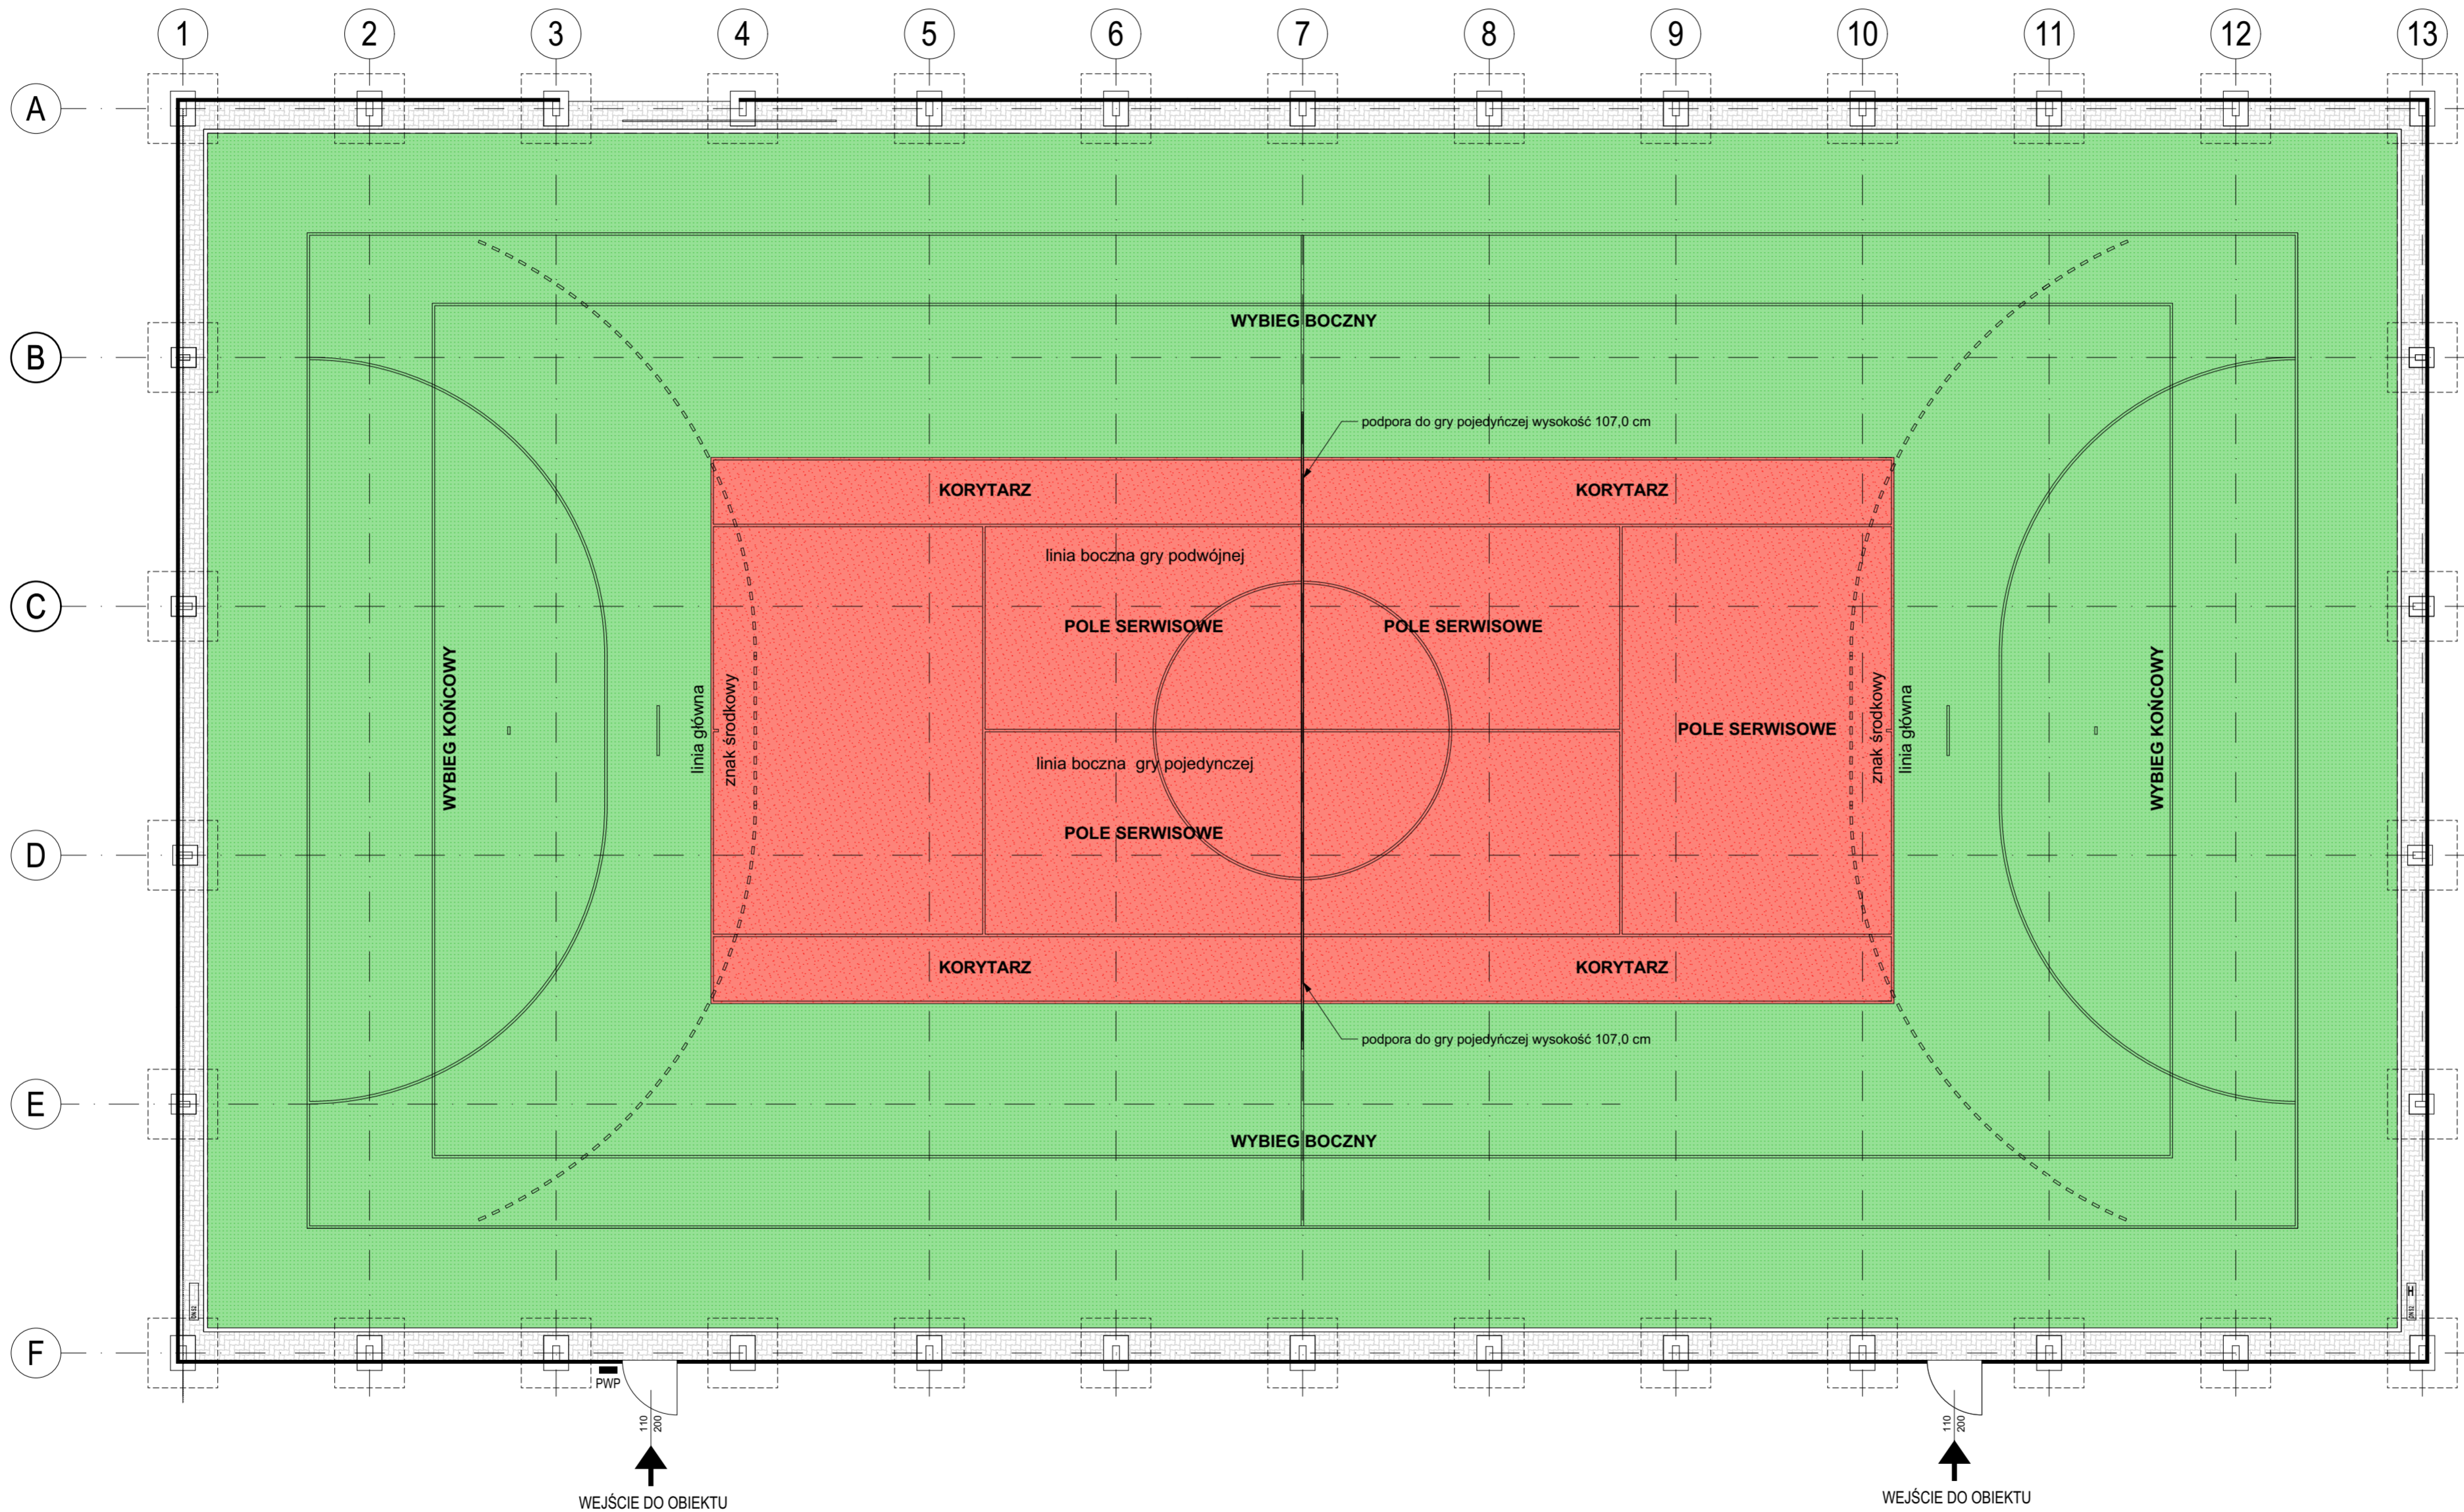 1 2 3 4 5 6 7 8 9 10 11 12 13
A
WYBIEG BOCZNY
B
podpora do gry pojedyńczej wysokość 107,0 cm
KORYTARZ KORYTARZ
linia boczna gry podwójnej
C
POLE SERWISOWE POLE SERWISOWE
WYBIEG KOŃCOWY
linia główna
znak środkowy
POLE SERWISOWE
znak środkowy
linia główna
WYBIEG KOŃCOWY
linia boczna gry pojedynczej
POLE SERWISOWE
D
KORYTARZ KORYTARZ
podpora do gry pojedyńczej wysokość 107,0 cm
E
WYBIEG BOCZNY
H
F
PWP
110
200
110
200
WEJŚCIE DO OBIEKTU
WEJŚCIE DO OBIEKTU